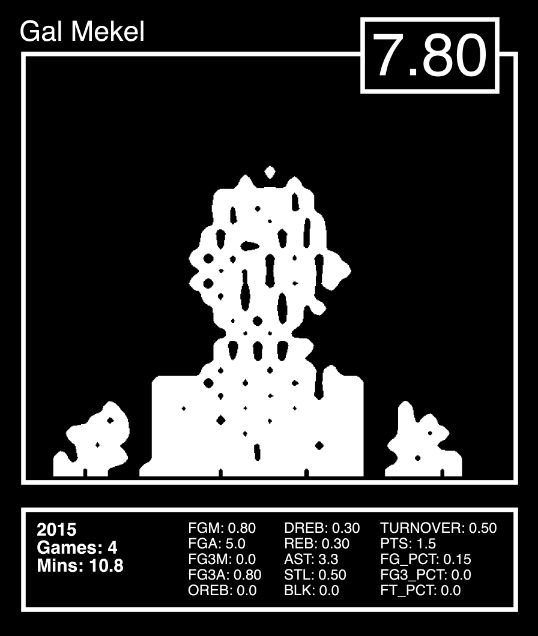 Gal Mekel
7.80
2015
Games: 4
Mins: 10.8
FGM: 0.80
FGA: 5.0
FG3M: 0.0
FG3A: 0.80
OREB: 0.0
DREB: 0.30
REB: 0.30
AST: 3.3
STL: 0.50
BLK: 0.0
TURNOVER: 0.50
PTS: 1.5
FG_PCT: 0.15
FG3_PCT: 0.0
FT_PCT: 0.0